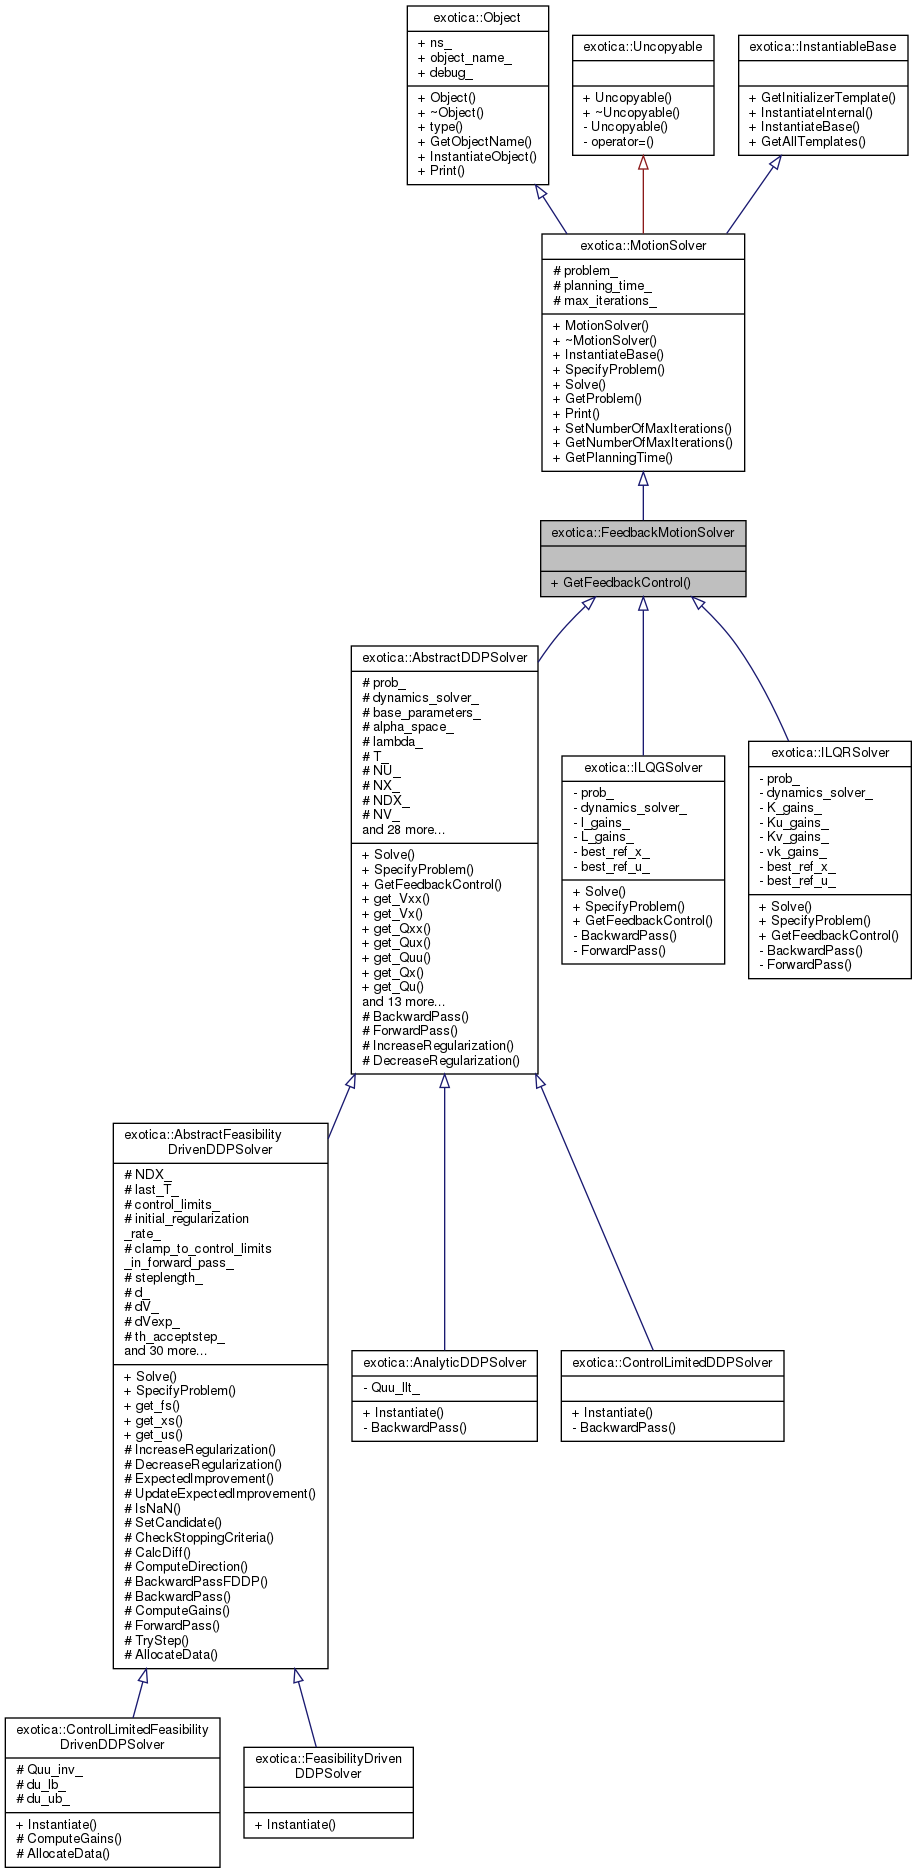 exotica::Object
+ ns_
+ object_name_
+ debug_
+ Object()
+ ~Object()
+ type()
+ GetObjectName()
+ InstantiateObject()
+ Print()
exotica::Uncopyable
+ Uncopyable()
+ ~Uncopyable()
- Uncopyable()
- operator=()
exotica::InstantiableBase
+ GetInitializerTemplate()
+ InstantiateInternal()
+ InstantiateBase()
+ GetAllTemplates()
exotica::MotionSolver
# problem_
# planning_time_
# max_iterations_
+ MotionSolver()
+ ~MotionSolver()
+ InstantiateBase()
+ SpecifyProblem()
+ Solve()
+ GetProblem()
+ Print()
+ SetNumberOfMaxIterations()
+ GetNumberOfMaxIterations()
+ GetPlanningTime()
exotica::FeedbackMotionSolver
+ GetFeedbackControl()
exotica::AbstractDDPSolver
# prob_
# dynamics_solver_
# base_parameters_
# alpha_space_
# lambda_
# T_
# NU_
# NX_
# NDX_
# NV_
and 28 more...
+ Solve()
+ SpecifyProblem()
+ GetFeedbackControl()
+ get_Vxx()
+ get_Vx()
+ get_Qxx()
+ get_Qux()
+ get_Quu()
+ get_Qx()
+ get_Qu()
and 13 more...
# BackwardPass()
# ForwardPass()
# IncreaseRegularization()
# DecreaseRegularization()
exotica::ILQGSolver
- prob_
- dynamics_solver_
- l_gains_
- L_gains_
- best_ref_x_
- best_ref_u_
+ Solve()
+ SpecifyProblem()
+ GetFeedbackControl()
- BackwardPass()
- ForwardPass()
exotica::ILQRSolver
- prob_
- dynamics_solver_
- K_gains_
- Ku_gains_
- Kv_gains_
- vk_gains_
- best_ref_x_
- best_ref_u_
+ Solve()
+ SpecifyProblem()
+ GetFeedbackControl()
- BackwardPass()
- ForwardPass()
exotica::AbstractFeasibility
DrivenDDPSolver
# NDX_
# last_T_
# control_limits_
# initial_regularization
_rate_
# clamp_to_control_limits
_in_forward_pass_
# steplength_
# d_
# dV_
# dVexp_
# th_acceptstep_
and 30 more...
+ Solve()
+ SpecifyProblem()
+ get_fs()
+ get_xs()
+ get_us()
# IncreaseRegularization()
# DecreaseRegularization()
# ExpectedImprovement()
# UpdateExpectedImprovement()
# IsNaN()
# SetCandidate()
# CheckStoppingCriteria()
# CalcDiff()
# ComputeDirection()
# BackwardPassFDDP()
# BackwardPass()
# ComputeGains()
# ForwardPass()
# TryStep()
# AllocateData()
exotica::AnalyticDDPSolver
- Quu_llt_
+ Instantiate()
- BackwardPass()
exotica::ControlLimitedDDPSolver
+ Instantiate()
- BackwardPass()
exotica::ControlLimitedFeasibility
DrivenDDPSolver
# Quu_inv_
# du_lb_
# du_ub_
+ Instantiate()
# ComputeGains()
# AllocateData()
exotica::FeasibilityDriven
DDPSolver
+ Instantiate()